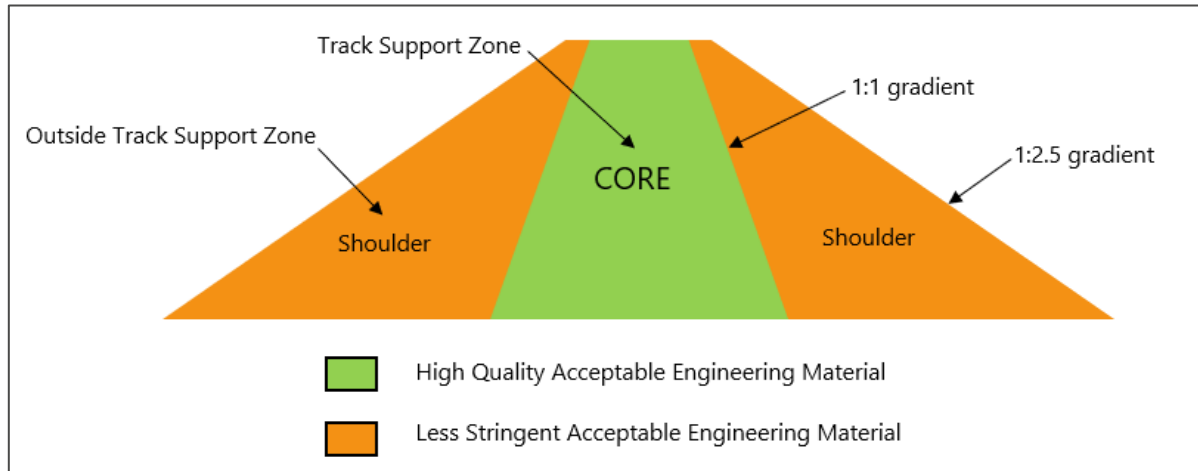 Track Support Zone
1:1 gradient
Outside Track Support Zone
1:2.5 gradient
CORE
Shoulder
Shoulder
High Quality Acceptable Engineering Material
Less Stringent Acceptable Engineering Material